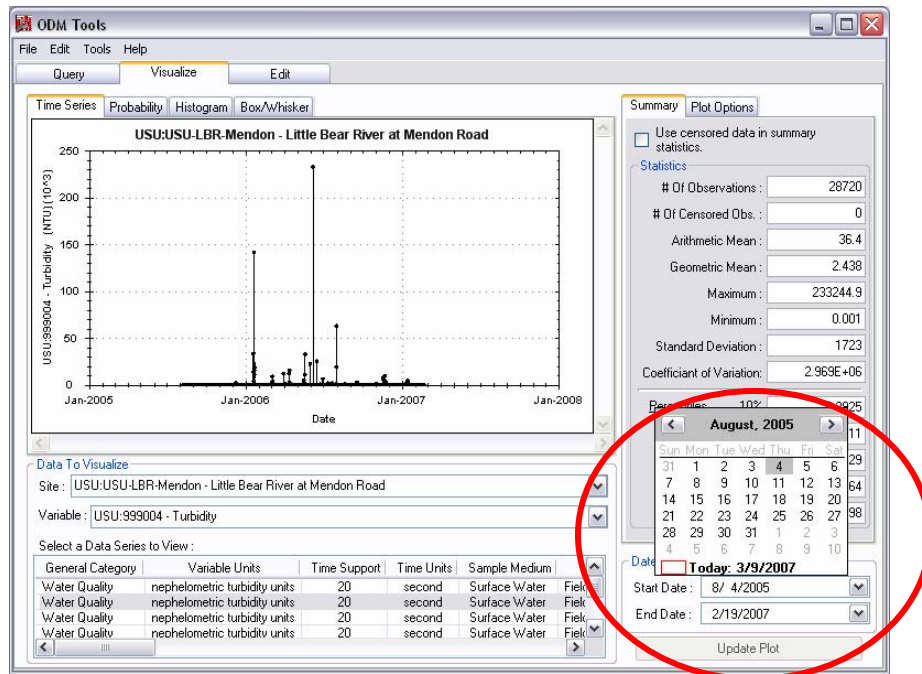 ODM Tools
File Edit Tools Help
Query Visualize Edit
Time Series Probability Histogram Box/Whisker
USU:USU-LBR-Mendon - Little Bear River at Mendon Road
USU:999004 - Turbidity (NTU)(10^3)
250
200
150
100
50
0
Jan-2005 Jan-2006 Jan-2007 Jan-2008
Date
Data To Visualize
Site : USU:USU-LBR-Mendon - Little Bear River at Mendon Road
Variable : USU:999004 - Turbidity
Select a Data Series to View :
General Category Variable Units Time Support Time Units Sample Medium
Water Quality nephelometric turbidity units 20 second Surface Water Field
Water Quality nephelometric turbidity units 20 second Surface Water Field
Water Quality nephelometric turbidity units 20 second Surface Water Field
Water Quality nephelometric turbidity units 20 second Surface Water Field
Summary Plot Options
Use censored data in summary
statistics.
Statistics
# Of Observations : 28720
# Of Censored Obs. : 0
Arithmetic Mean : 36.4
Geometric Mean : 2.438
Maximum : 233244.9
Minimum : 0.001
Standard Deviation : 1723
Coefficiant of Variation: 2.969E+06
10%
11
29
64
98
August, 2005
Sun Mon Tue Wed Thu Fri Sat
31 1 2 3 4 5 6
7 8 9 10 11 12 13
14 15 16 17 18 19 20
21 22 23 24 25 26 27
28 29 30 31 1 2 3
4 5 6 7 8 9 10
Today: 3/9/2007
Date
Start Date : 8/ 4/2005
End Date : 2/19/2007
Update Plot